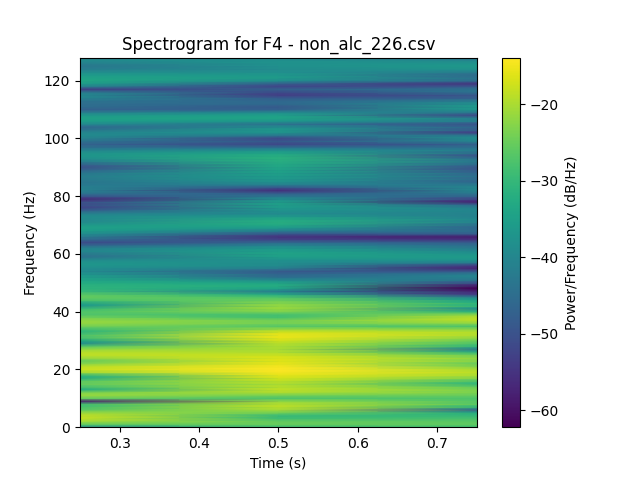 Spectrogram for F4 - non_alc_226.csv
120
100
80
60
40
20
0
Frequency (Hz)
0.3 0.4 0.5 0.6 0.7
Time (s)
−20
−30
−40
−50
−60
Power/Frequency (dB/Hz)